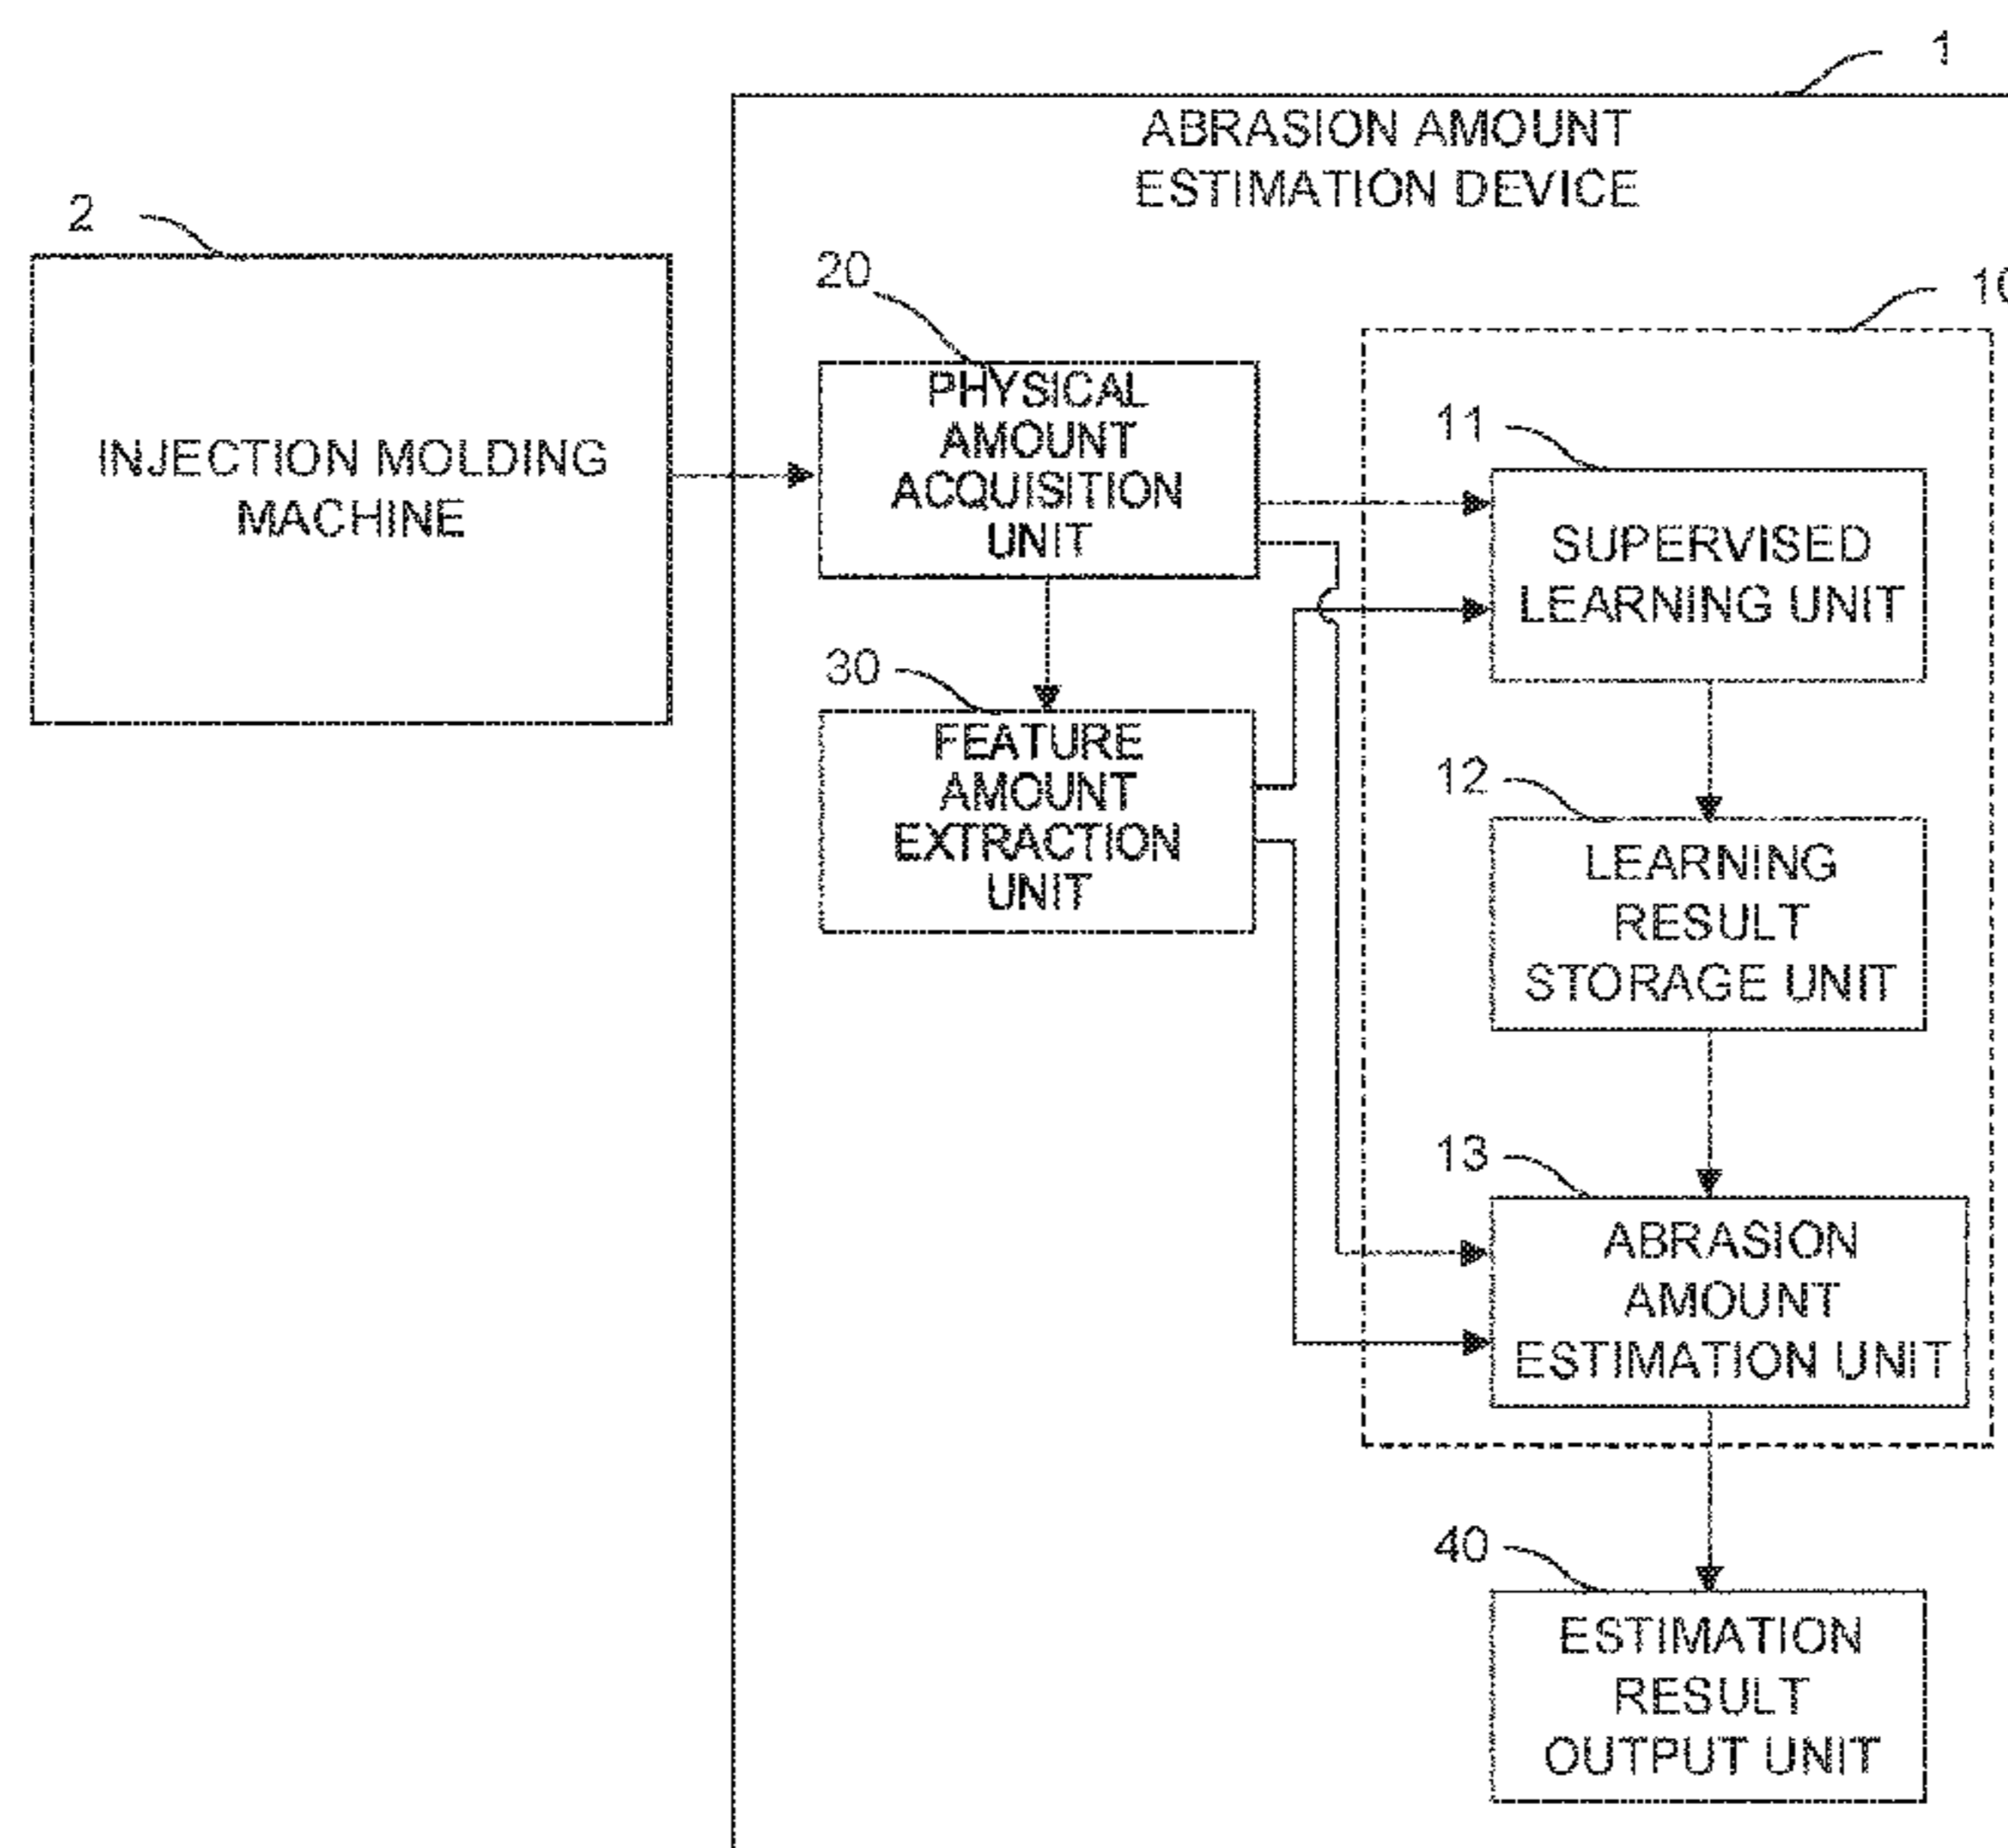 1
ABRASION AMOUNT
ESTIMATION DEVICE
2
INJECTION MOLDING
MACHINE
20
PHYSICAL
AMOUNT
ACQUISITION
UNIT
30
FEATURE
AMOUNT
EXTRACTION
UNIT
10
11
SUPERVISED
LEARNING UNIT
12
LEARNING
RESULT
STORAGE UNIT
13
ABRASION
AMOUNT
ESTIMATION UNIT
40
ESTIMATION
RESULT
OUTPUT UNIT